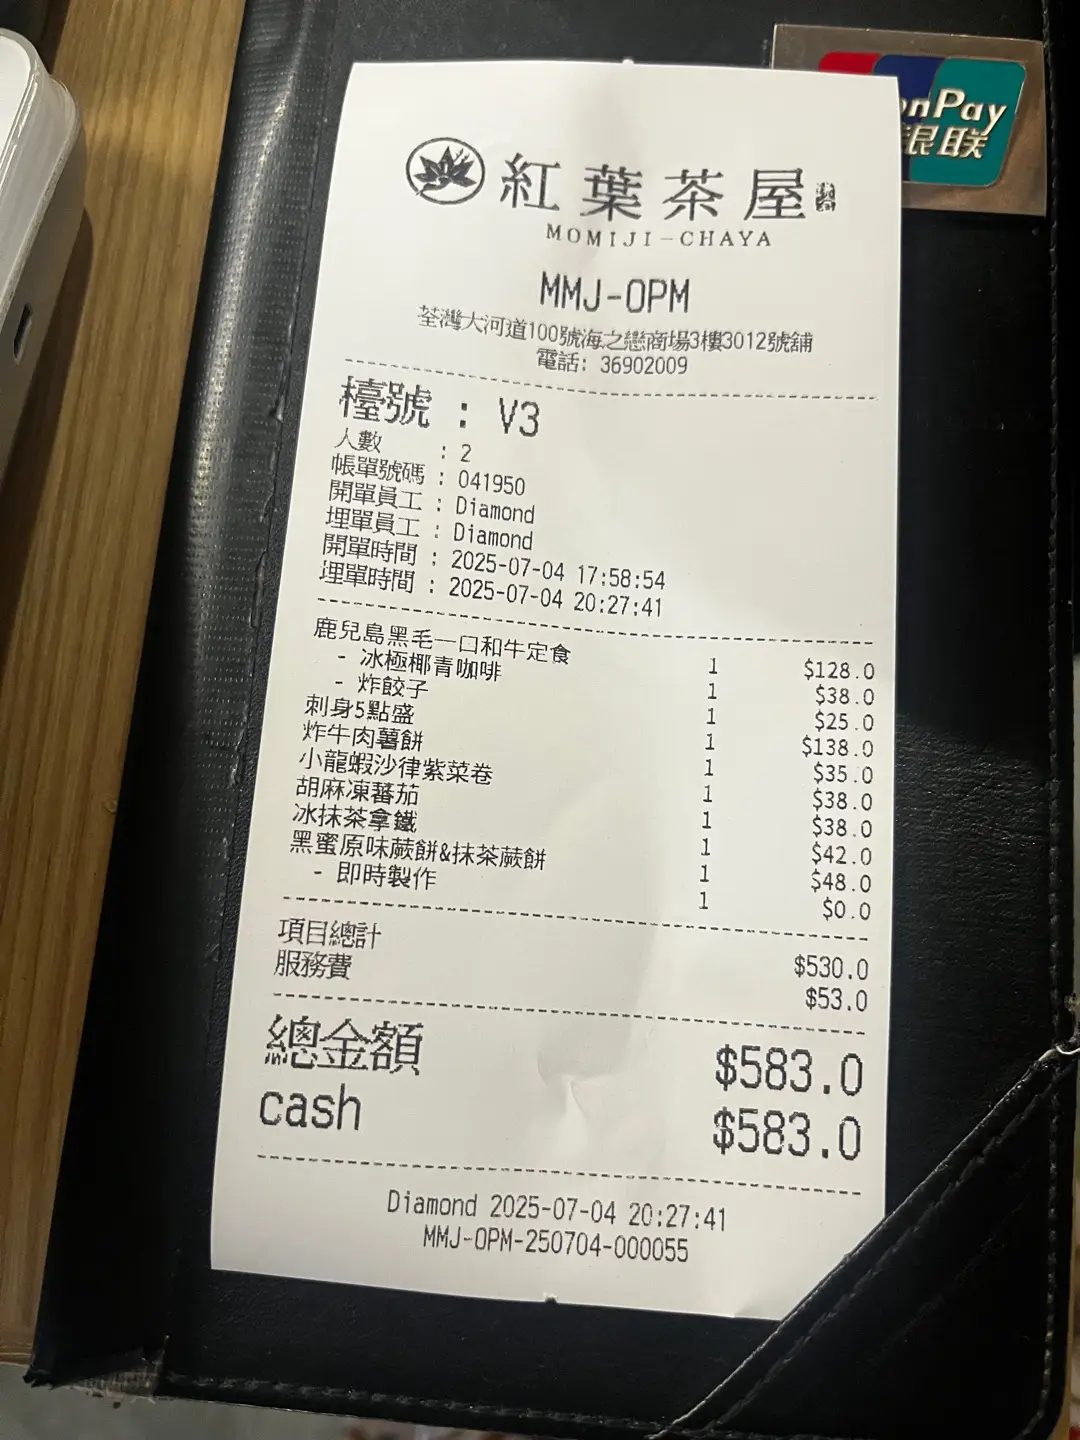 nPay
银联
紅葉茶屋
MOMIJI-CHAYA
MMJ-OPM
荃灣大河道100號海之戀商場3樓3012號舖
電話: 36902009
檯號 : V3
人數 : 2
帳單號碼 : 041950
開單員工 : Diamond
埋單員工 : Diamond
開單時間 : 2025-07-04 17:58:54
埋單時間 : 2025-07-04 20:27:41
鹿兒島黑毛一口和牛定食 1 $128.0
- 冰極椰青咖啡 1 $38.0
- 炸餃子 1 $25.0
刺身5點盛 1 $138.0
炸牛肉薯餅 1 $35.0
小龍蝦沙律紫菜卷 1 $38.0
胡麻凍蕃茄 1 $38.0
冰抹茶拿鐵 1 $42.0
黑蜜原味蕨餅&抹茶蕨餅 1 $48.0
- 即時製作 1 $0.0
項目總計 $530.0
服務費 $53.0
總金額 $583.0
cash $583.0
Diamond 2025-07-04 20:27:41
MMJ-OPM-250704-000055